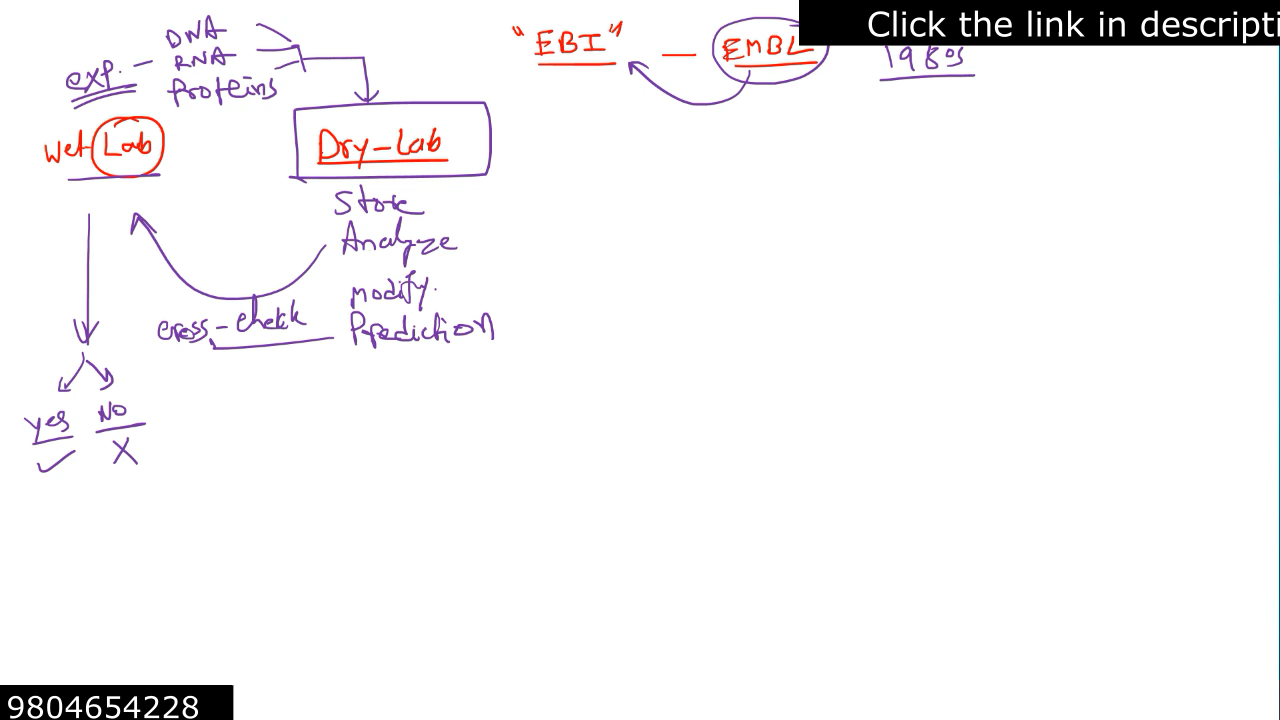 Click the link in descripti
"EBI" — EMBL 1980s
exp. — DNA
RNA
Proteins
Wet Lab
Dry-Lab
Store
Analyze
modify.
Prediction
cross-check
Yes No
✓ X
9804654228